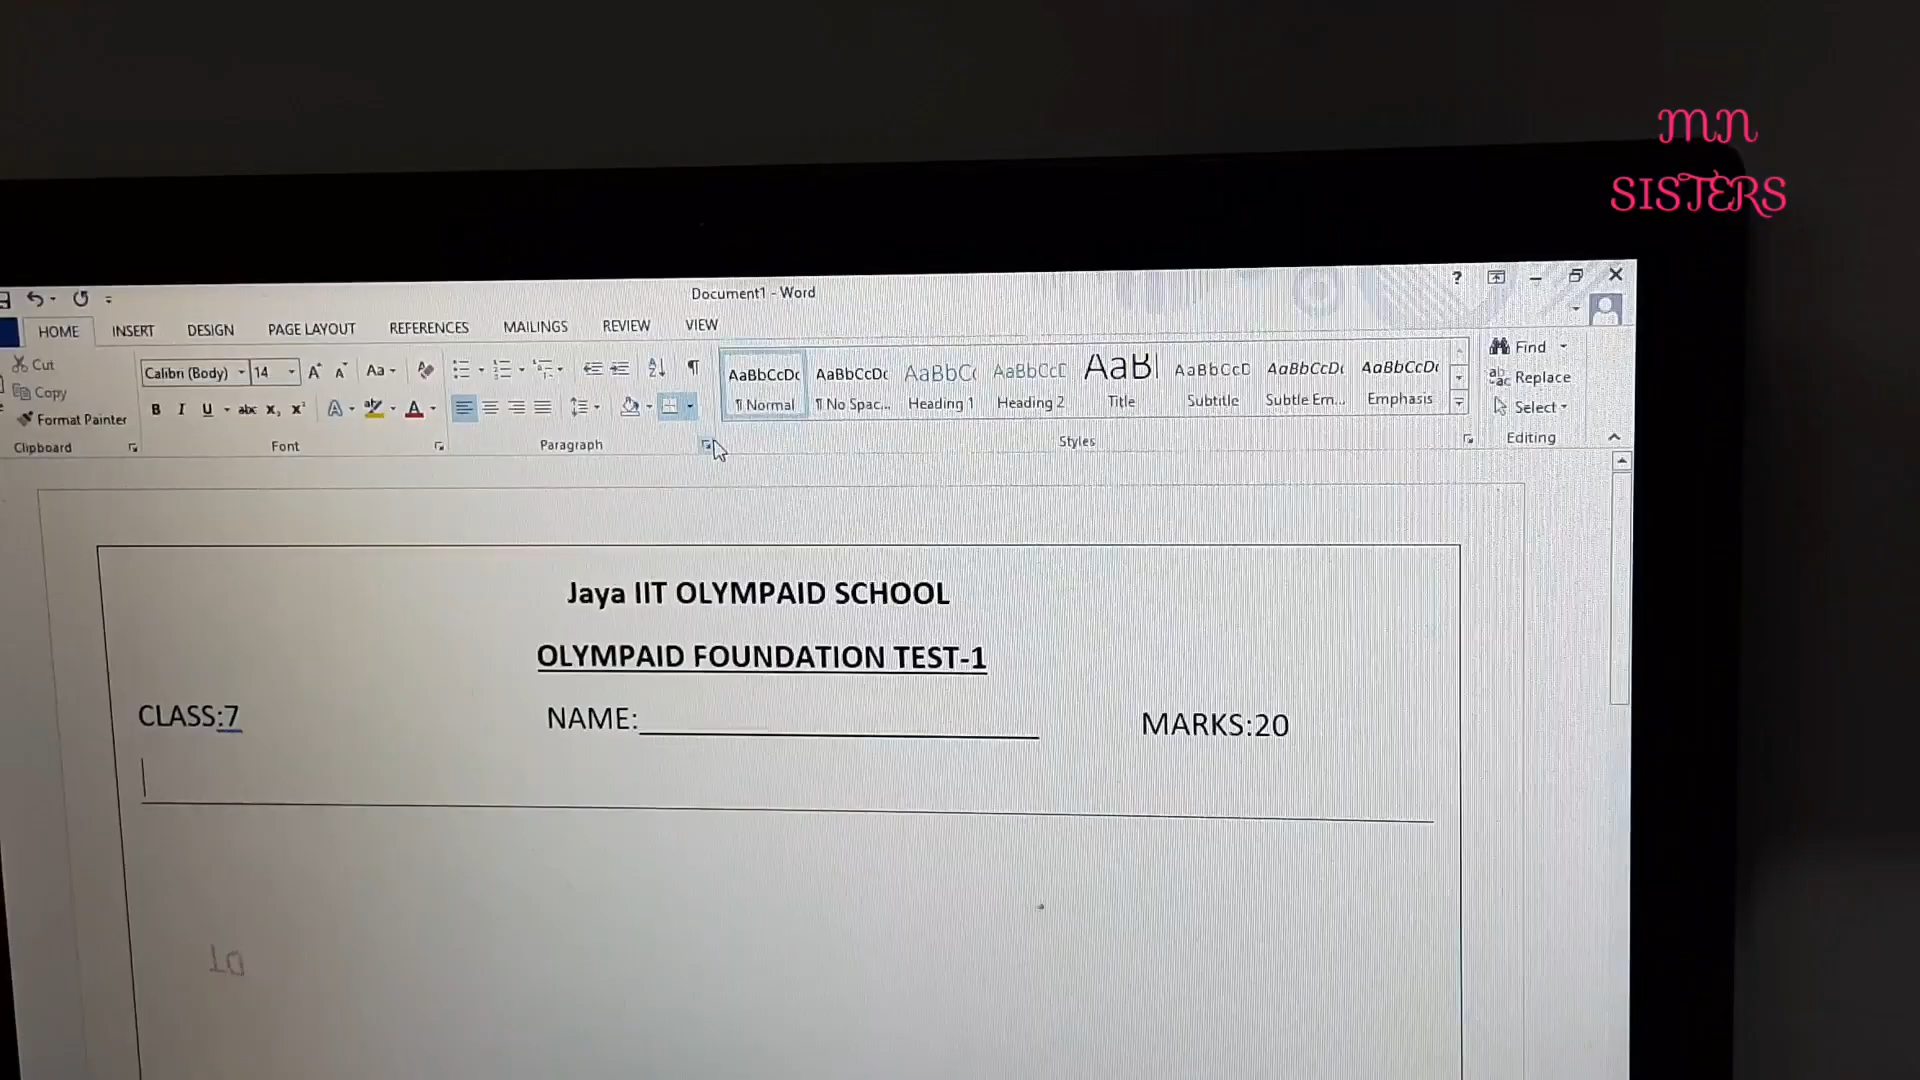 MN
SISTERS
Document1 - Word
HOME INSERT DESIGN PAGE LAYOUT REFERENCES MAILINGS REVIEW VIEW
Cut
Copy
Format Painter
Clipboard
Calibri (Body) 14
Font
Paragraph
AaBbCcDc AaBbCcDc AaBbC AaBbCcC AaB AaBbCcD AaBbCcDc AaBbCcDc
¶ Normal ¶ No Spac... Heading 1 Heading 2 Title Subtitle Subtle Em... Emphasis
Styles
Find
Replace
Select
Editing
Jaya IIT OLYMPAID SCHOOL
OLYMPAID FOUNDATION TEST-1
CLASS:7 NAME:____________________ MARKS:20